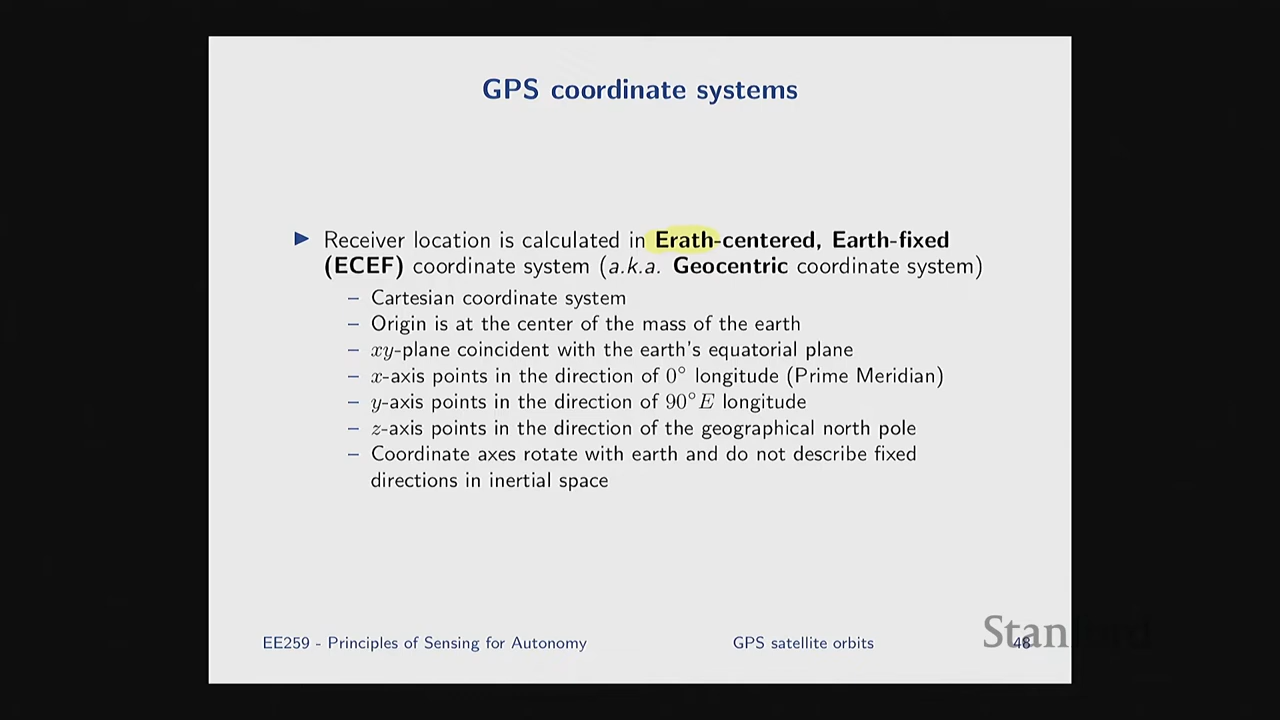 GPS coordinate systems
▶ Receiver location is calculated in Erath-centered, Earth-fixed
(ECEF) coordinate system (a.k.a. Geocentric coordinate system)
– Cartesian coordinate system
– Origin is at the center of the mass of the earth
– xy-plane coincident with the earth's equatorial plane
– x-axis points in the direction of 0° longitude (Prime Meridian)
– y-axis points in the direction of 90°E longitude
– z-axis points in the direction of the geographical north pole
– Coordinate axes rotate with earth and do not describe fixed
directions in inertial space
EE259 - Principles of Sensing for Autonomy GPS satellite orbits 48
Stanford